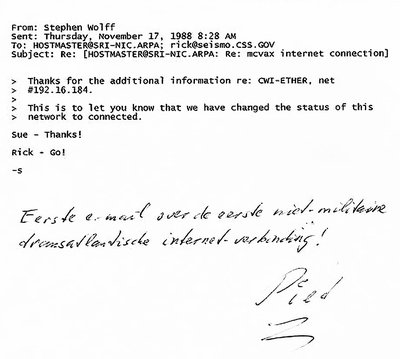 From: Stephen Wolff
Sent: Thursday, November 17, 1988 8:28 AM
To: HOSTMASTER@SRI-NIC.ARPA; rick@seismo.CSS.GOV
Subject: Re: [HOSTMASTER@SRI-NIC.ARPA: Re: mcvax internet connection]
> Thanks for the additional information re: CWI-ETHER, net
> #192.16.184.
>
> This is to let you know that we have changed the status of this
> network to connected.
Sue - Thanks!
Rick - Go!
-s
Eerste e-mail over de eerste niet-militaire
transatlantische internet-verbinding!
Piet